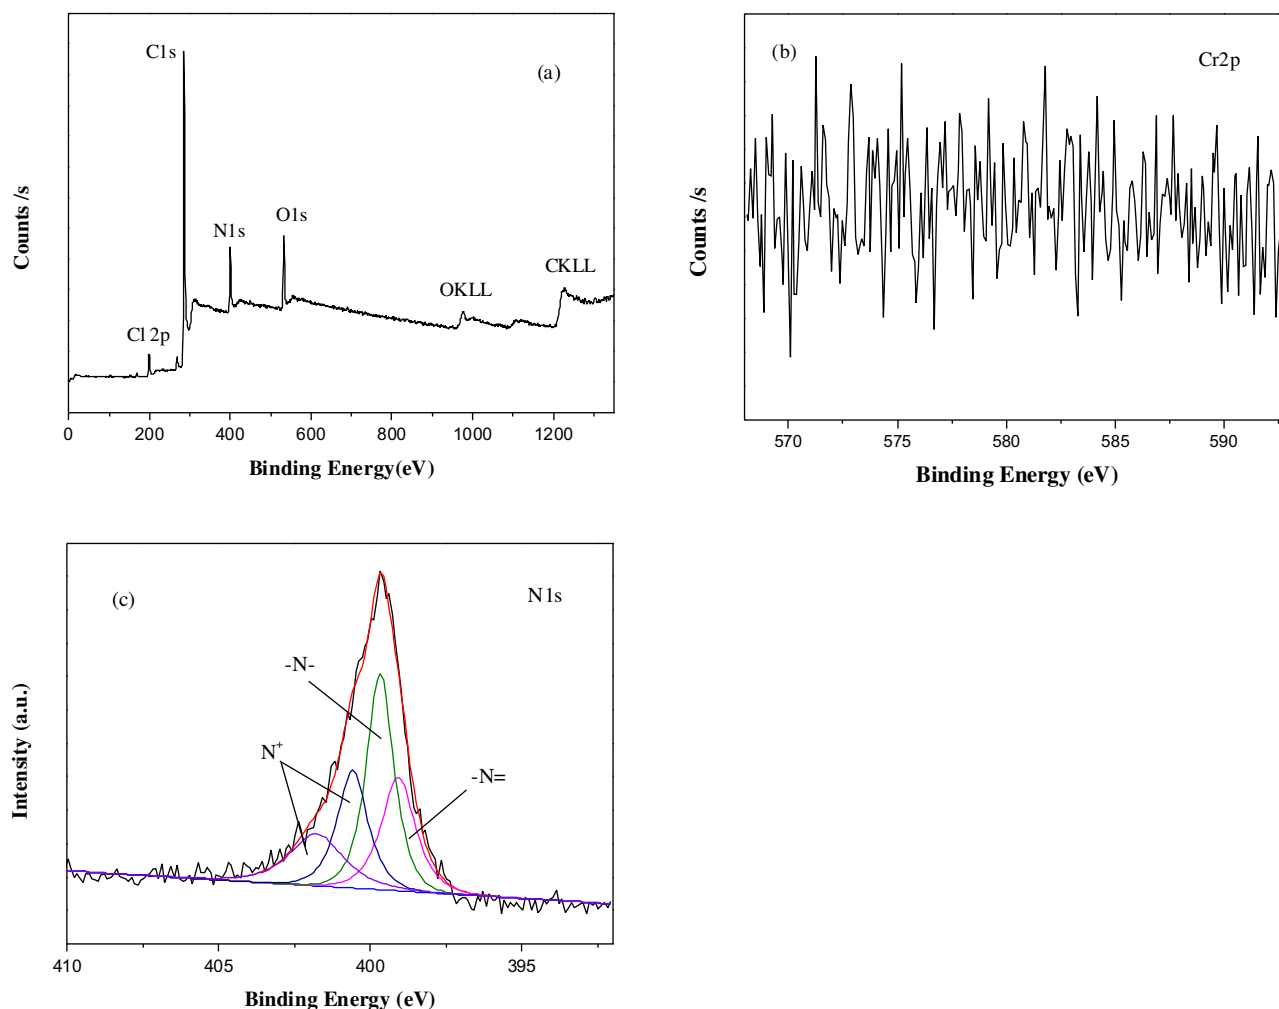 C1s
(a)
N1s
O1s
CKLL
OKLL
Cl 2p
Counts /s
0 200 400 600 800 1000 1200
Binding Energy(eV)
(b)
Cr2p
Counts /s
570 575 580 585 590
Binding Energy (eV)
(c)
N1s
-N-
N⁺
-N=
Intensity (a.u.)
410 405 400 395
Binding Energy (eV)